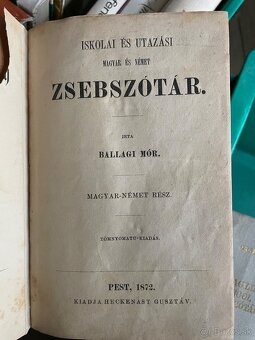 ISKOLAI ÉS UTAZÁSI
MAGYAR ÉS NÉMET
ZSEBSZÓTÁR.
IRTA
BALLAGI MÓR.
MAGYAR-NÉMET RÉSZ.
TÖMNYOMATU-KIADÁS.
PEST, 1872.
KIADJA HECKENAST GUSZTÁV.